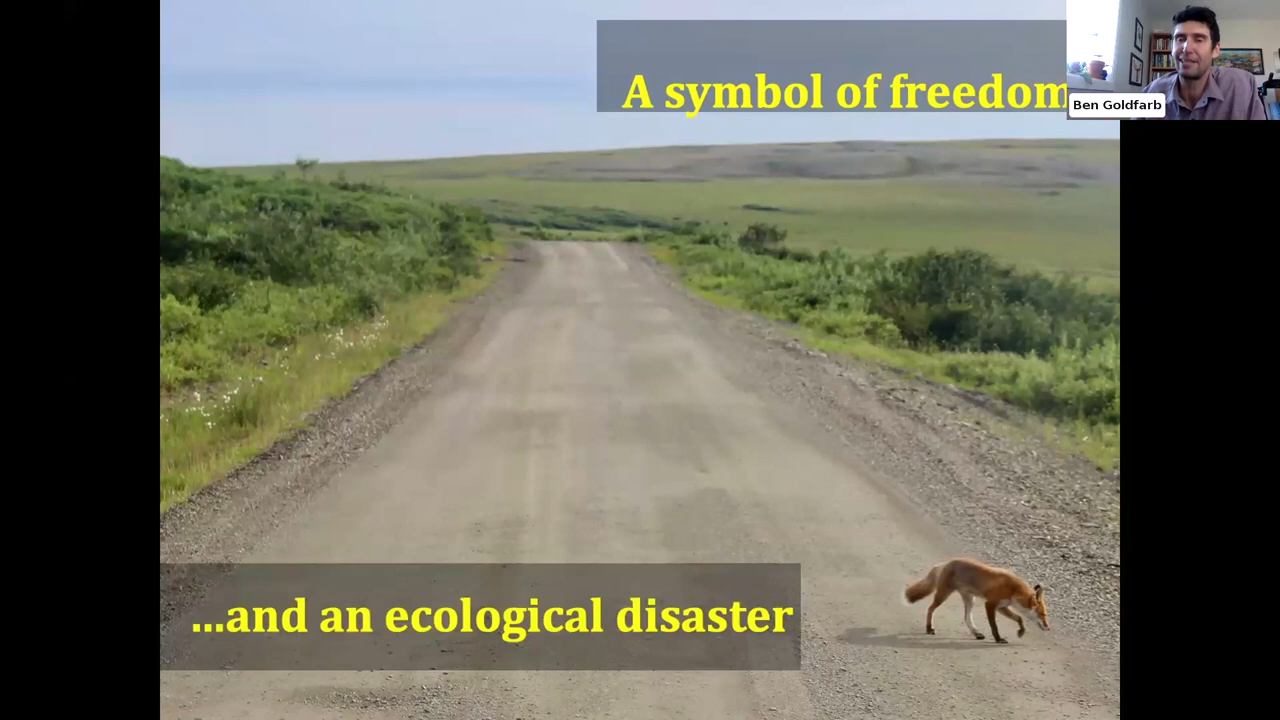 A symbol of freedom
Ben Goldfarb
...and an ecological disaster